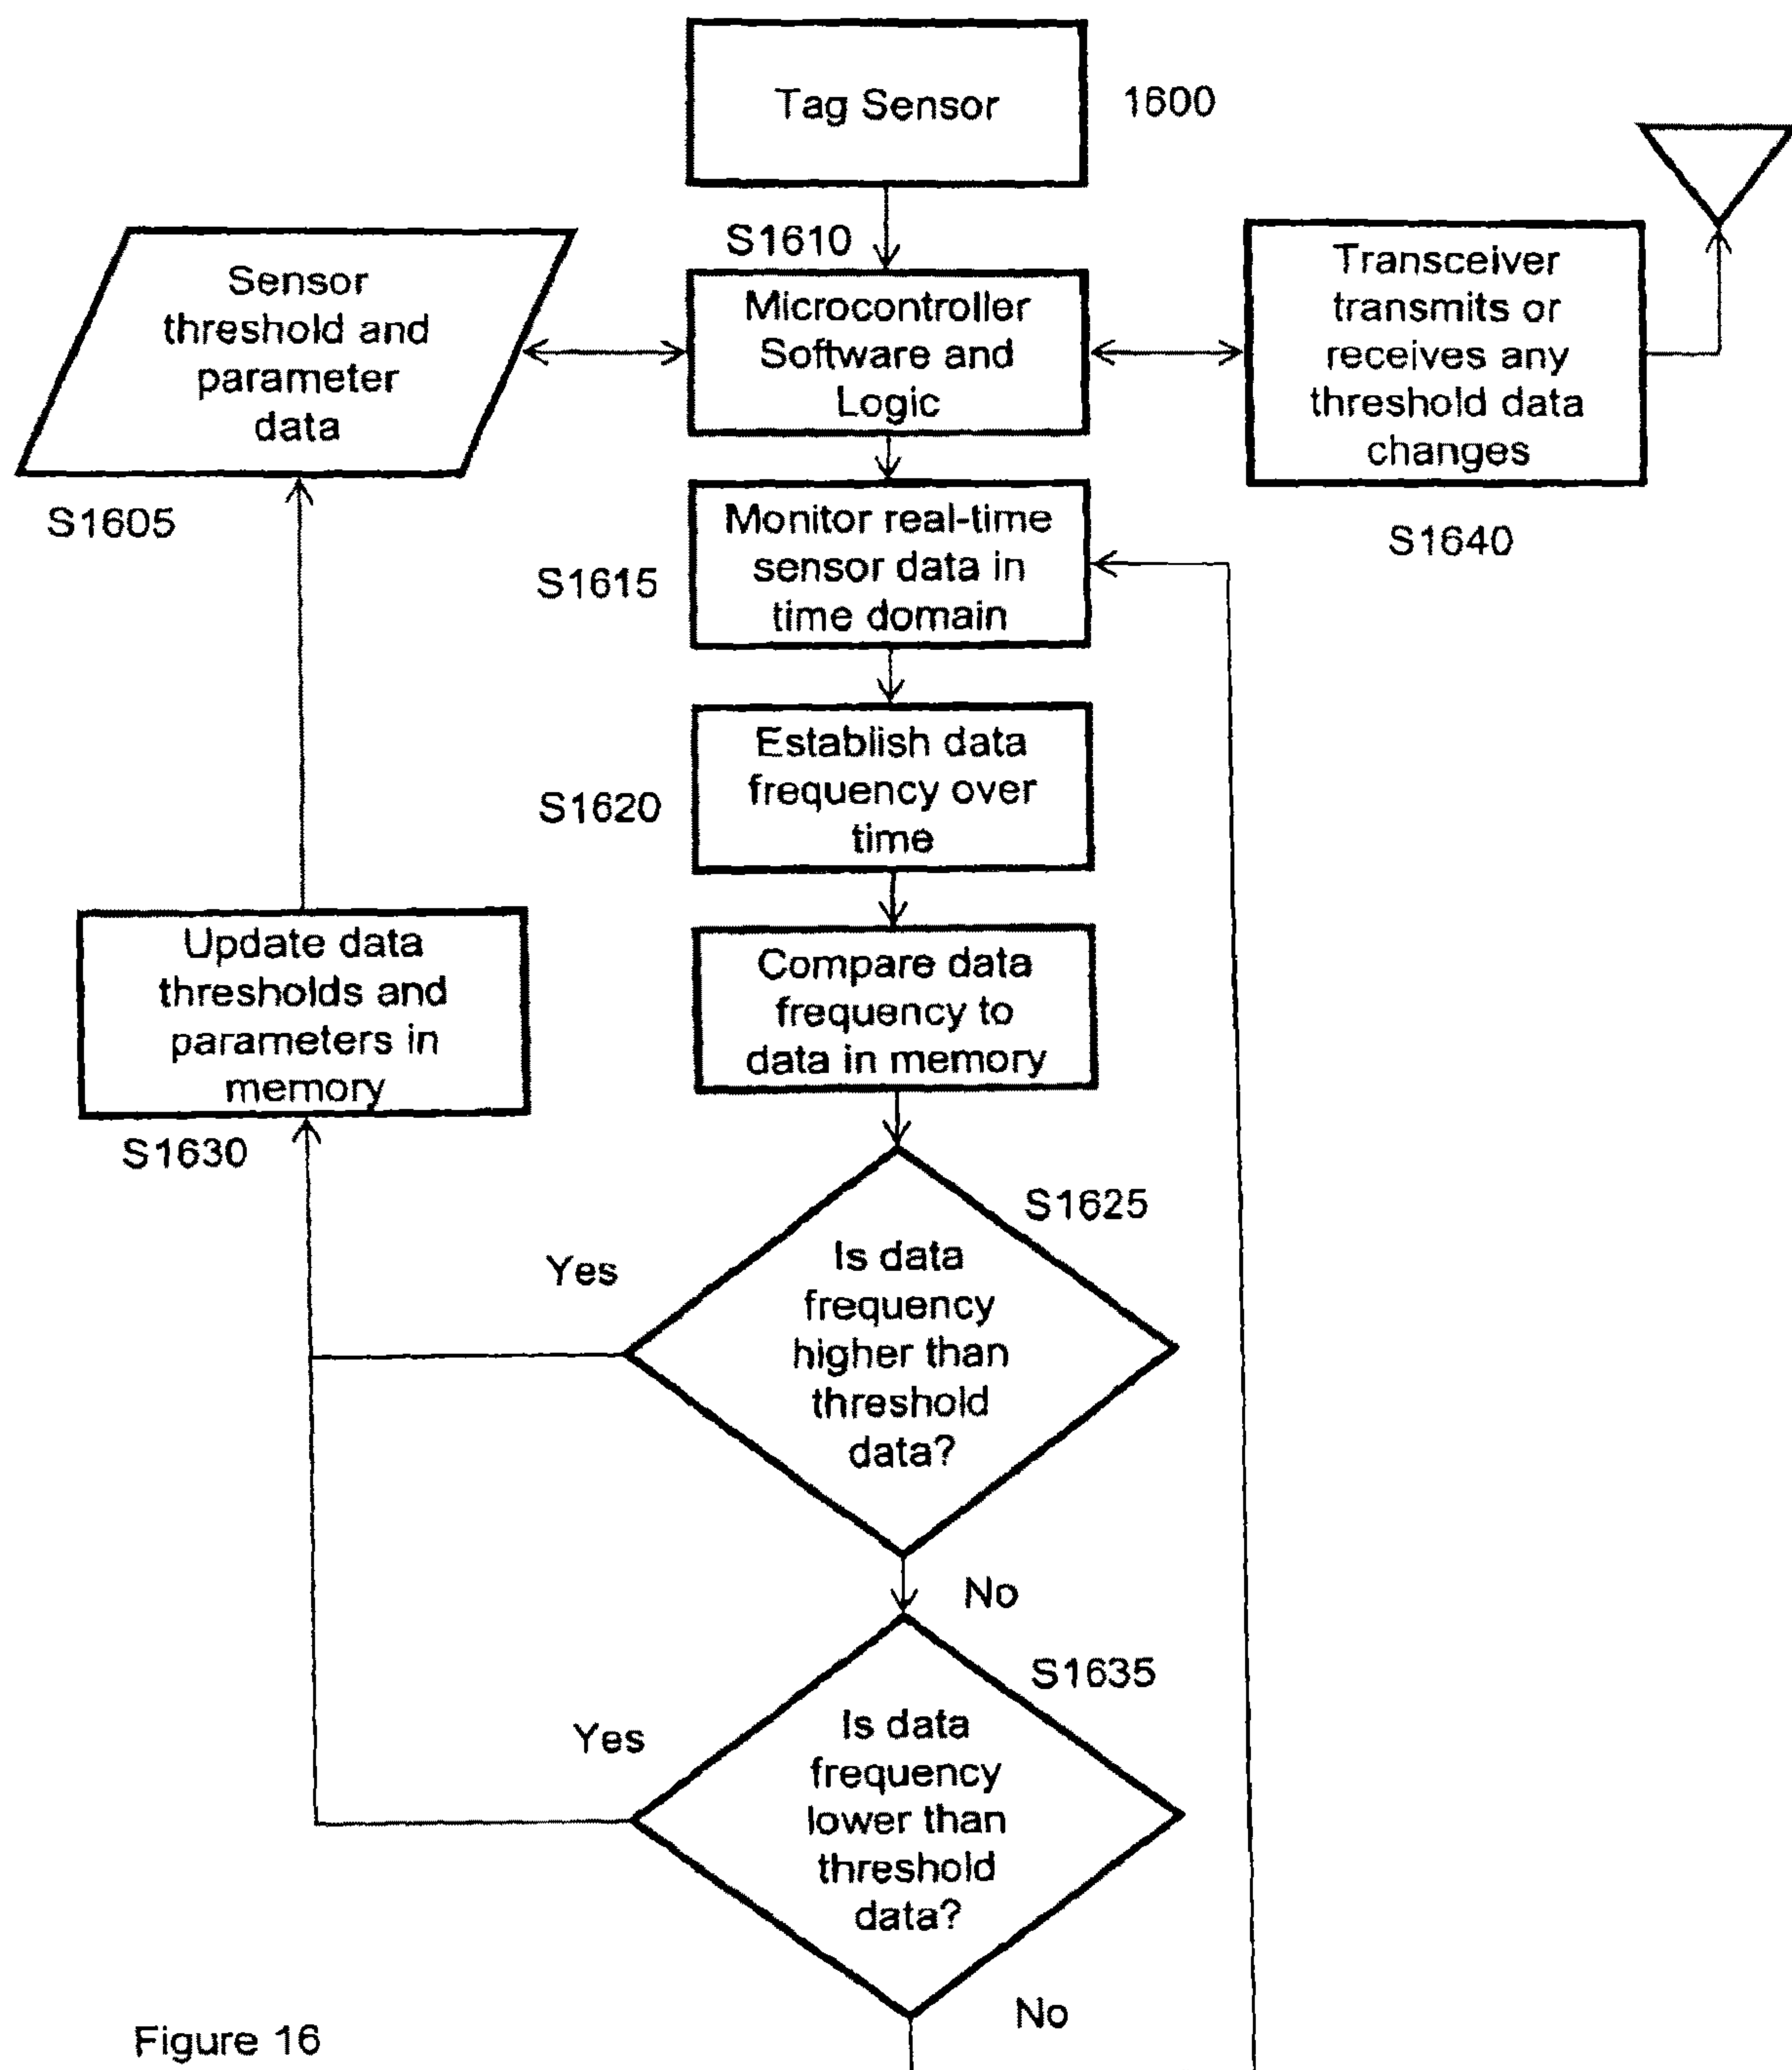 Tag Sensor
1600
S1610
Sensor
threshold and
parameter
data
S1605
Microcontroller
Software and
Logic
Transceiver
transmits or
receives any
threshold data
changes
S1640
Monitor real-time
sensor data in
time domain
S1615
Establish data
frequency over
time
S1620
Update data
thresholds and
parameters in
memory
S1630
Compare data
frequency to
data in memory
S1625
Yes
Is data
frequency
higher than
threshold
data?
No
S1635
Yes
Is data
frequency
lower than
threshold
data?
No
Figure 16